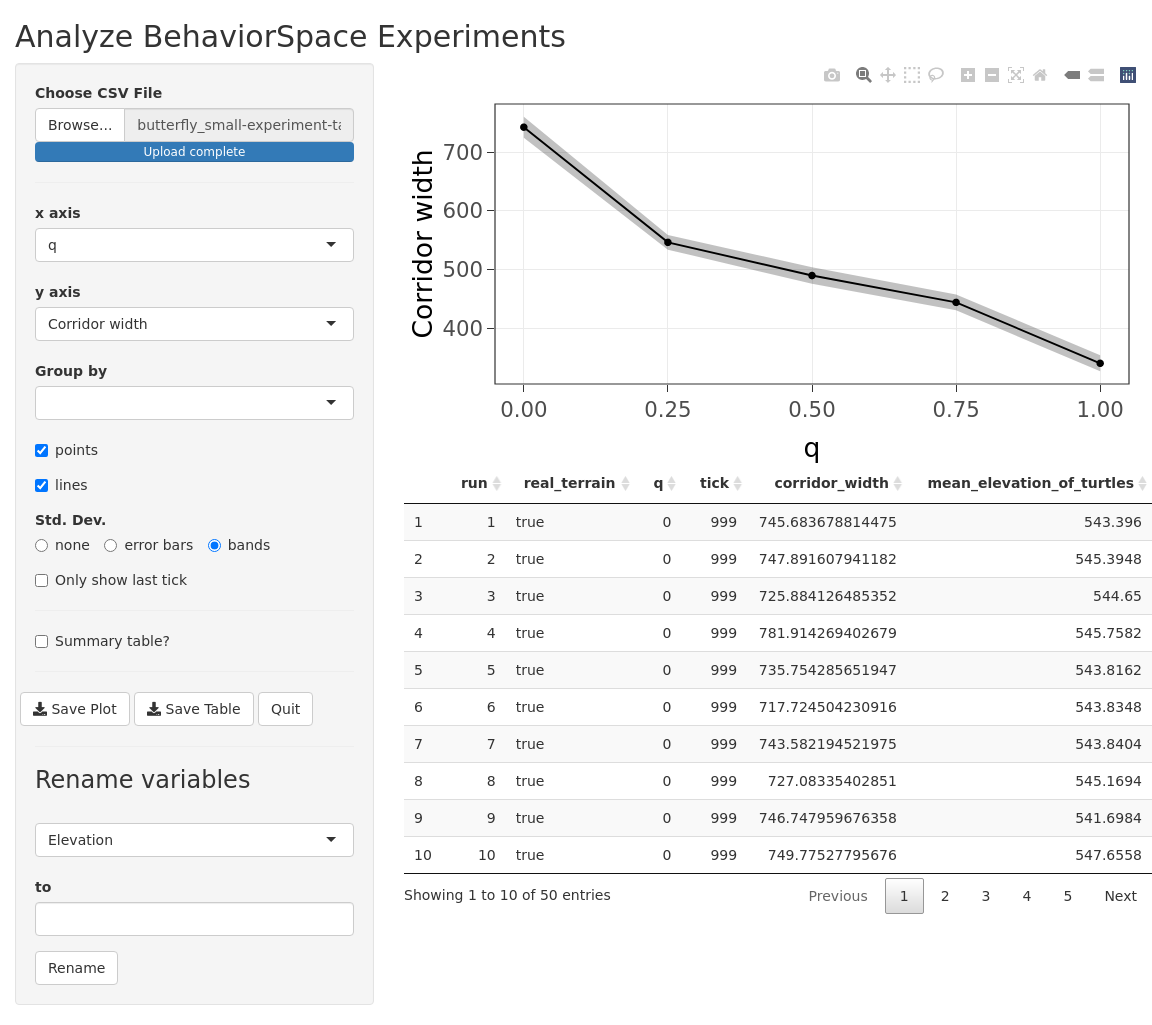 Analyze BehaviorSpace Experiments
Choose CSV File
Browse... butterfly_small-experiment-ta
Upload complete
x axis
q
y axis
Corridor width
Group by
points
lines
Std. Dev.
none error bars bands
Only show last tick
Summary table?
Save Plot Save Table Quit
Rename variables
Elevation
to
Rename
Corridor width
700
600
500
400
0.00 0.25 0.50 0.75 1.00
q
run real_terrain q tick corridor_width mean_elevation_of_turtles
1 1 true 0 999 745.683678814475 543.396
2 2 true 0 999 747.891607941182 545.3948
3 3 true 0 999 725.884126485352 544.65
4 4 true 0 999 781.914269402679 545.7582
5 5 true 0 999 735.754285651947 543.8162
6 6 true 0 999 717.724504230916 543.8348
7 7 true 0 999 743.582194521975 543.8404
8 8 true 0 999 727.08335402851 545.1694
9 9 true 0 999 746.747959676358 541.6984
10 10 true 0 999 749.77527795676 547.6558
Showing 1 to 10 of 50 entries Previous 1 2 3 4 5 Next